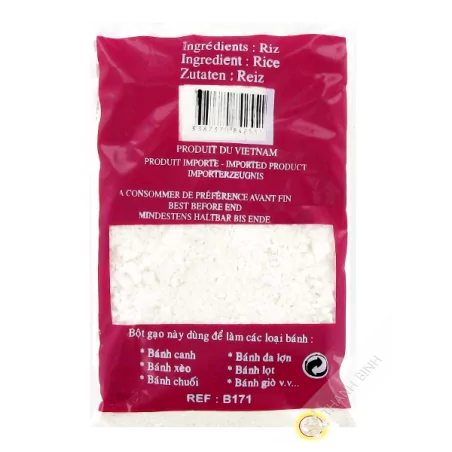 Ingrédients : Riz
Ingredient : Rice
Zutaten : Reiz
PRODUIT DU VIETNAM
PRODUIT IMPORTE - IMPORTED PRODUCT
IMPORTERZEUGNIS
A CONSOMMER DE PRÉFÉRENCE AVANT FIN
BEST BEFORE END
MINDESTENS HALTBAR BIS ENDE
Bột gạo này dùng để làm các loại bánh :
* Bánh canh * Bánh da lợn
* Bánh xèo * Bánh lọt
* Bánh chuối * Bánh giò v.v...
REF : B171
THANH BINH